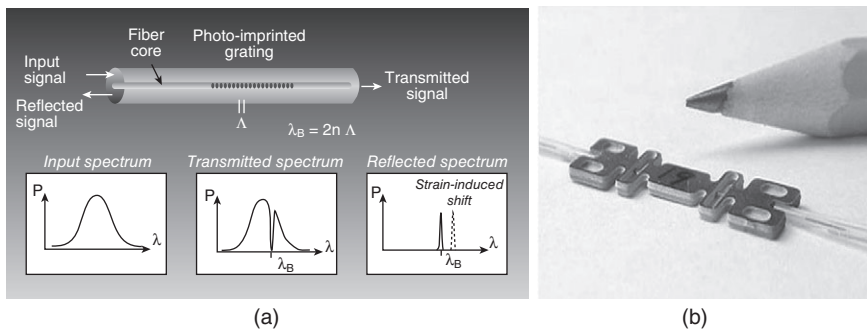 Fiber
core
Photo-imprinted
grating
Input
signal
Reflected
signal
Transmitted
signal
Λ
λB = 2n Λ
Input spectrum
Transmitted spectrum
Reflected spectrum
P
λ
P
λ
λB
P
Strain-induced
shift
λ
λB
(a)
(b)